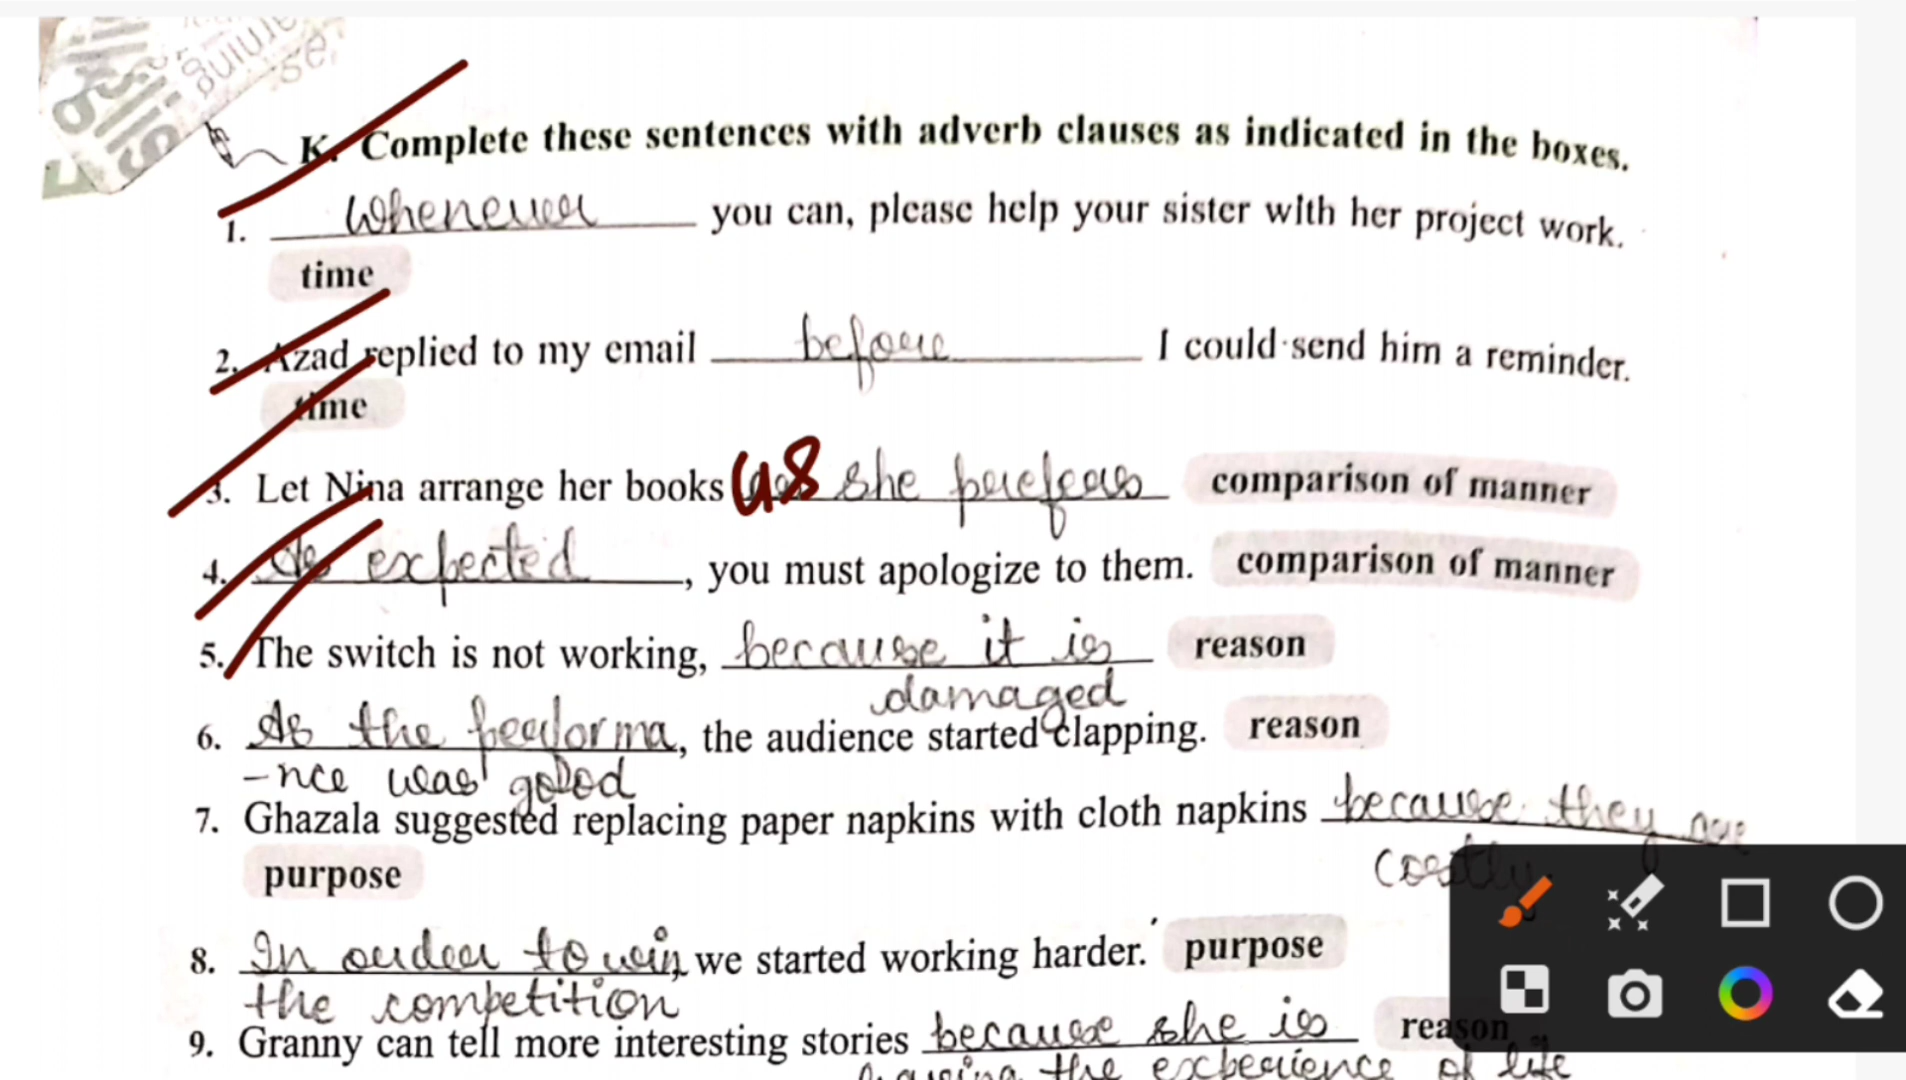 K. Complete these sentences with adverb clauses as indicated in the boxes.
1. Whenever you can, please help your sister with her project work.
time
2. Azad replied to my email before I could send him a reminder.
time
3. Let Nina arrange her books as she prefers comparison of manner
4. As expected, you must apologize to them. comparison of manner
5. The switch is not working, because it is reason
damaged
6. As the performa, the audience started clapping. reason
-nce was good
7. Ghazala suggested replacing paper napkins with cloth napkins because they are
costly
purpose
8. In order to win, we started working harder. purpose
the competition
9. Granny can tell more interesting stories because she is reason
having the experience of life